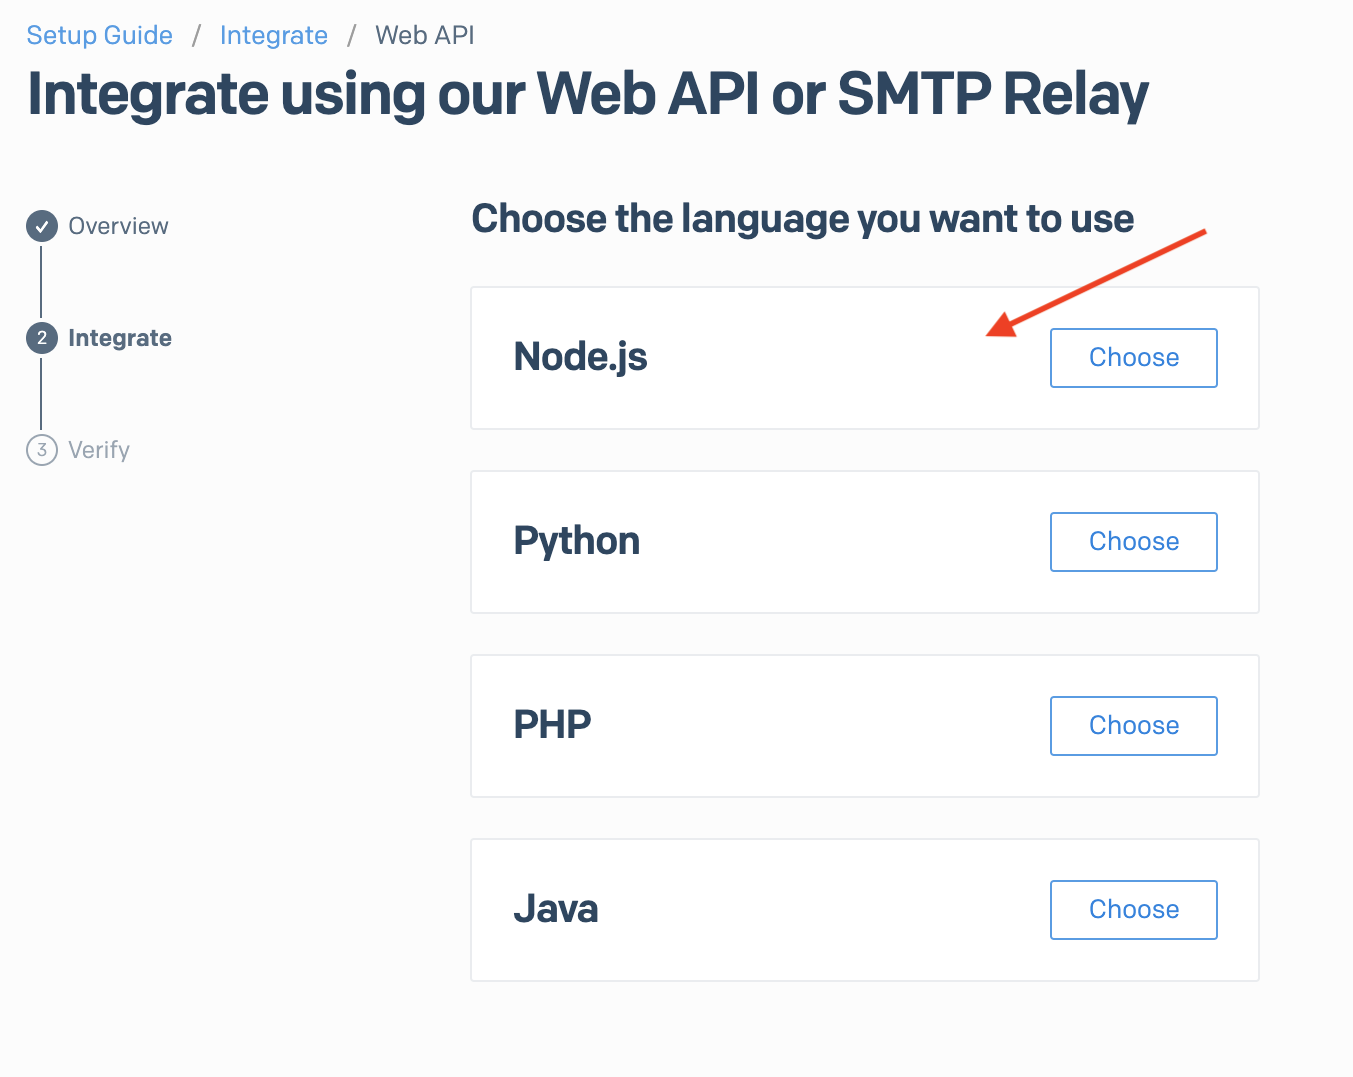 Setup Guide / Integrate / Web API
Integrate using our Web API or SMTP Relay
Overview
2 Integrate
3 Verify
Choose the language you want to use
Node.js Choose
Python Choose
PHP Choose
Java Choose